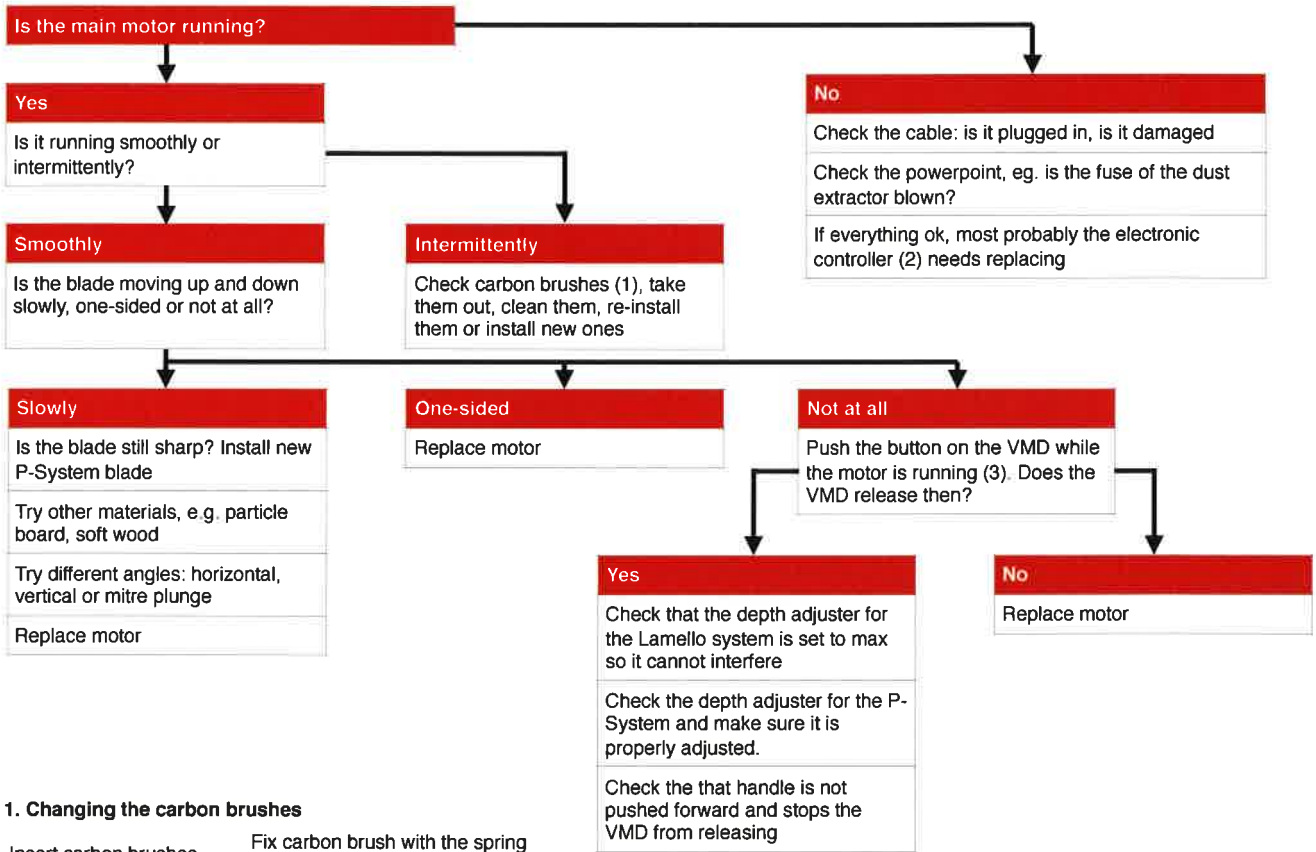 Is the main motor running?
Yes
Is it running smoothly or
intermittently?
No
Check the cable: is it plugged in, is it damaged
Check the powerpoint, eg. is the fuse of the dust
extractor blown?
If everything ok, most probably the electronic
controller (2) needs replacing
Smoothly
Is the blade moving up and down
slowly, one-sided or not at all?
Intermittently
Check carbon brushes (1), take
them out, clean them, re-install
them or install new ones
Slowly
Is the blade still sharp? Install new
P-System blade
Try other materials, e.g. particle
board, soft wood
Try different angles: horizontal,
vertical or mitre plunge
Replace motor
One-sided
Replace motor
Not at all
Push the button on the VMD while
the motor is running (3). Does the
VMD release then?
Yes
Check that the depth adjuster for
the Lamello system is set to max
so it cannot interfere
Check the depth adjuster for the P-
System and make sure it is
properly adjusted.
Check the that handle is not
pushed forward and stops the
VMD from releasing
No
Replace motor
1. Changing the carbon brushes
Insert carbon brushes
Fix carbon brush with the spring